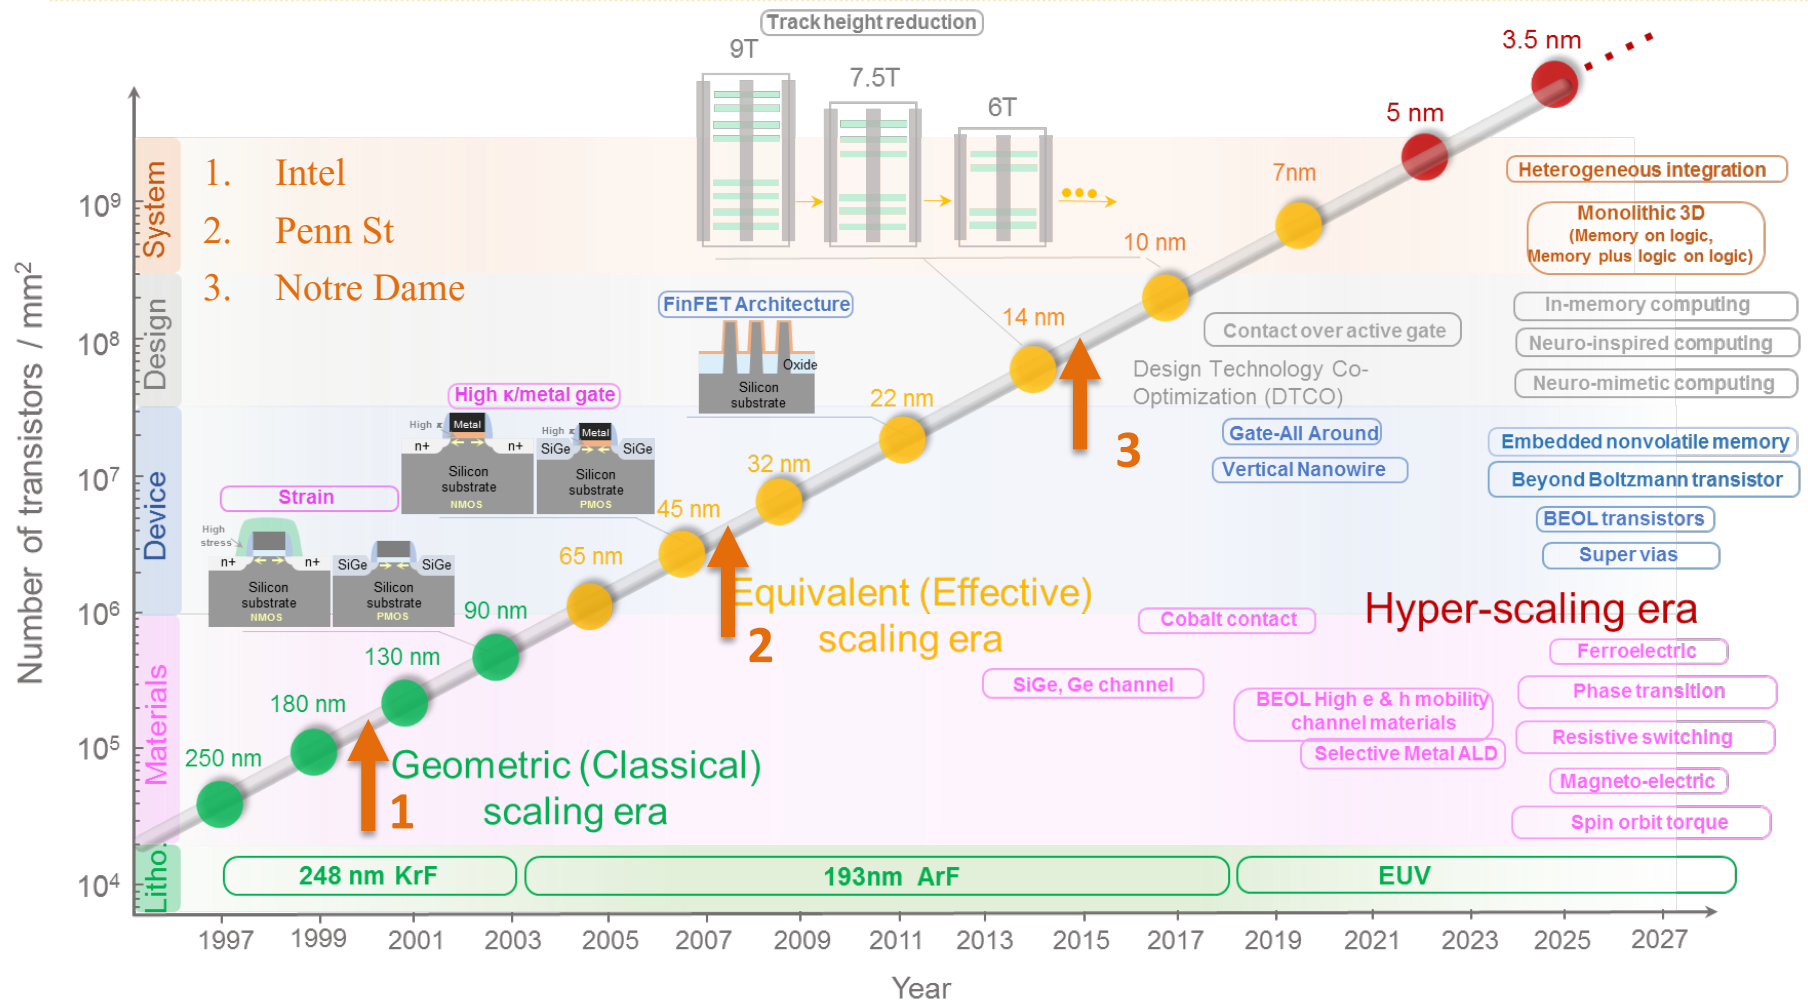 Track height reduction
9T
7.5T
6T
3.5 nm
5 nm
7nm
10 nm
14 nm
22 nm
32 nm
45 nm
65 nm
90 nm
130 nm
180 nm
250 nm
1. Intel
2. Penn St
3. Notre Dame
Number of transistors / mm²
10⁹
10⁸
10⁷
10⁶
10⁵
10⁴
System
Design
Device
Materials
Litho.
FinFET Architecture
Oxide
Silicon
substrate
High κ/metal gate
High κ
Metal
n+
n+
Silicon
substrate
NMOS
High κ
Metal
SiGe
SiGe
Silicon
substrate
PMOS
Strain
High
stress
n+
n+
Silicon
substrate
NMOS
SiGe
SiGe
Silicon
substrate
PMOS
1
2
3
Geometric (Classical)
scaling era
Equivalent (Effective)
scaling era
Hyper-scaling era
Contact over active gate
Design Technology Co-
Optimization (DTCO)
Gate-All Around
Vertical Nanowire
Cobalt contact
SiGe, Ge channel
BEOL High e & h mobility
channel materials
Selective Metal ALD
Heterogeneous integration
Monolithic 3D
(Memory on logic,
Memory plus logic on logic)
In-memory computing
Neuro-inspired computing
Neuro-mimetic computing
Embedded nonvolatile memory
Beyond Boltzmann transistor
BEOL transistors
Super vias
Ferroelectric
Phase transition
Resistive switching
Magneto-electric
Spin orbit torque
248 nm KrF
193nm ArF
EUV
1997
1999
2001
2003
2005
2007
2009
2011
2013
2015
2017
2019
2021
2023
2025
2027
Year